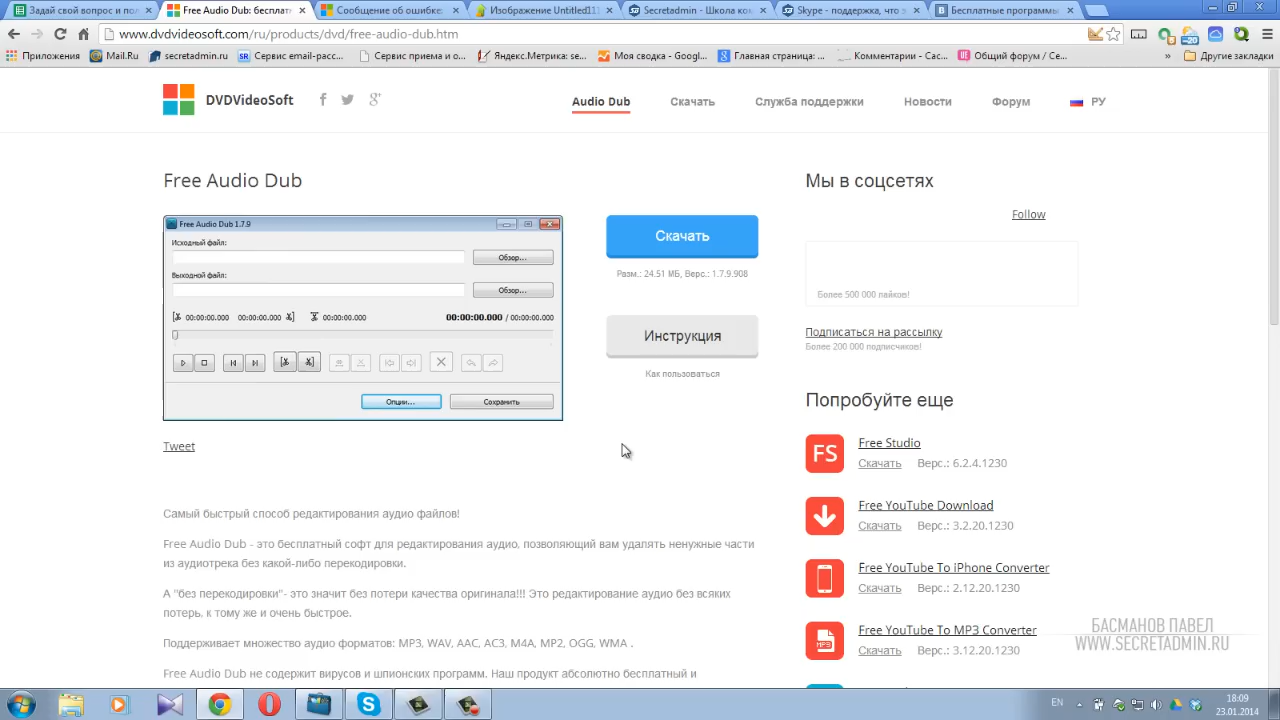 Задай свой вопрос и по
Free Audio Dub: бесплат
Сообщение об ошибке:
Изображение Untitled11
Secretadmin - Школа ком
Skype - поддержка, что з
Бесплатные программы
www.dvdvideosoft.com/ru/products/dvd/free-audio-dub.htm
Приложения
Mail.Ru
secretadmin.ru
Сервис email-расс...
Сервис приема и о...
Яндекс.Метрика: se...
Моя сводка - Googl...
Главная страница: ...
Комментарии - Cac...
Общий форум / Се...
»
Другие закладки
DVDVideoSoft
Audio Dub
Скачать
Служба поддержки
Новости
Форум
РУ
Free Audio Dub
Free Audio Dub 1.7.9
Исходный файл:
Обзор...
Выходной файл:
Обзор...
00:00:00.000
00:00:00.000
00:00:00.000
00:00:00.000 / 00:00:00.000
Опции...
Сохранить
Tweet
Скачать
Разм.: 24.51 МБ, Верс.: 1.7.9.908
Инструкция
Как пользоваться
Самый быстрый способ редактирования аудио файлов!
Free Audio Dub - это бесплатный софт для редактирования аудио, позволяющий вам удалять ненужные части
из аудиотрека без какой-либо перекодировки.
А "без перекодировки"- это значит без потери качества оригинала!!! Это редактирование аудио без всяких
потерь, к тому же и очень быстрое.
Поддерживает множество аудио форматов: MP3, WAV, AAC, AC3, M4A, MP2, OGG, WMA .
Free Audio Dub не содержит вирусов и шпионских программ. Наш продукт абсолютно бесплатный и
Мы в соцсетях
Follow
Более 500 000 лайков!
Подписаться на рассылку
Более 200 000 подписчиков!
Попробуйте еще
FS
Free Studio
Скачать Верс.: 6.2.4.1230
Free YouTube Download
Скачать Верс.: 3.2.20.1230
Free YouTube To iPhone Converter
Скачать Верс.: 2.12.20.1230
MP3
Free YouTube To MP3 Converter
Скачать Верс.: 3.12.20.1230
БАСМАНОВ ПАВЕЛ
WWW.SECRETADMIN.RU
EN
18:09
23.01.2014